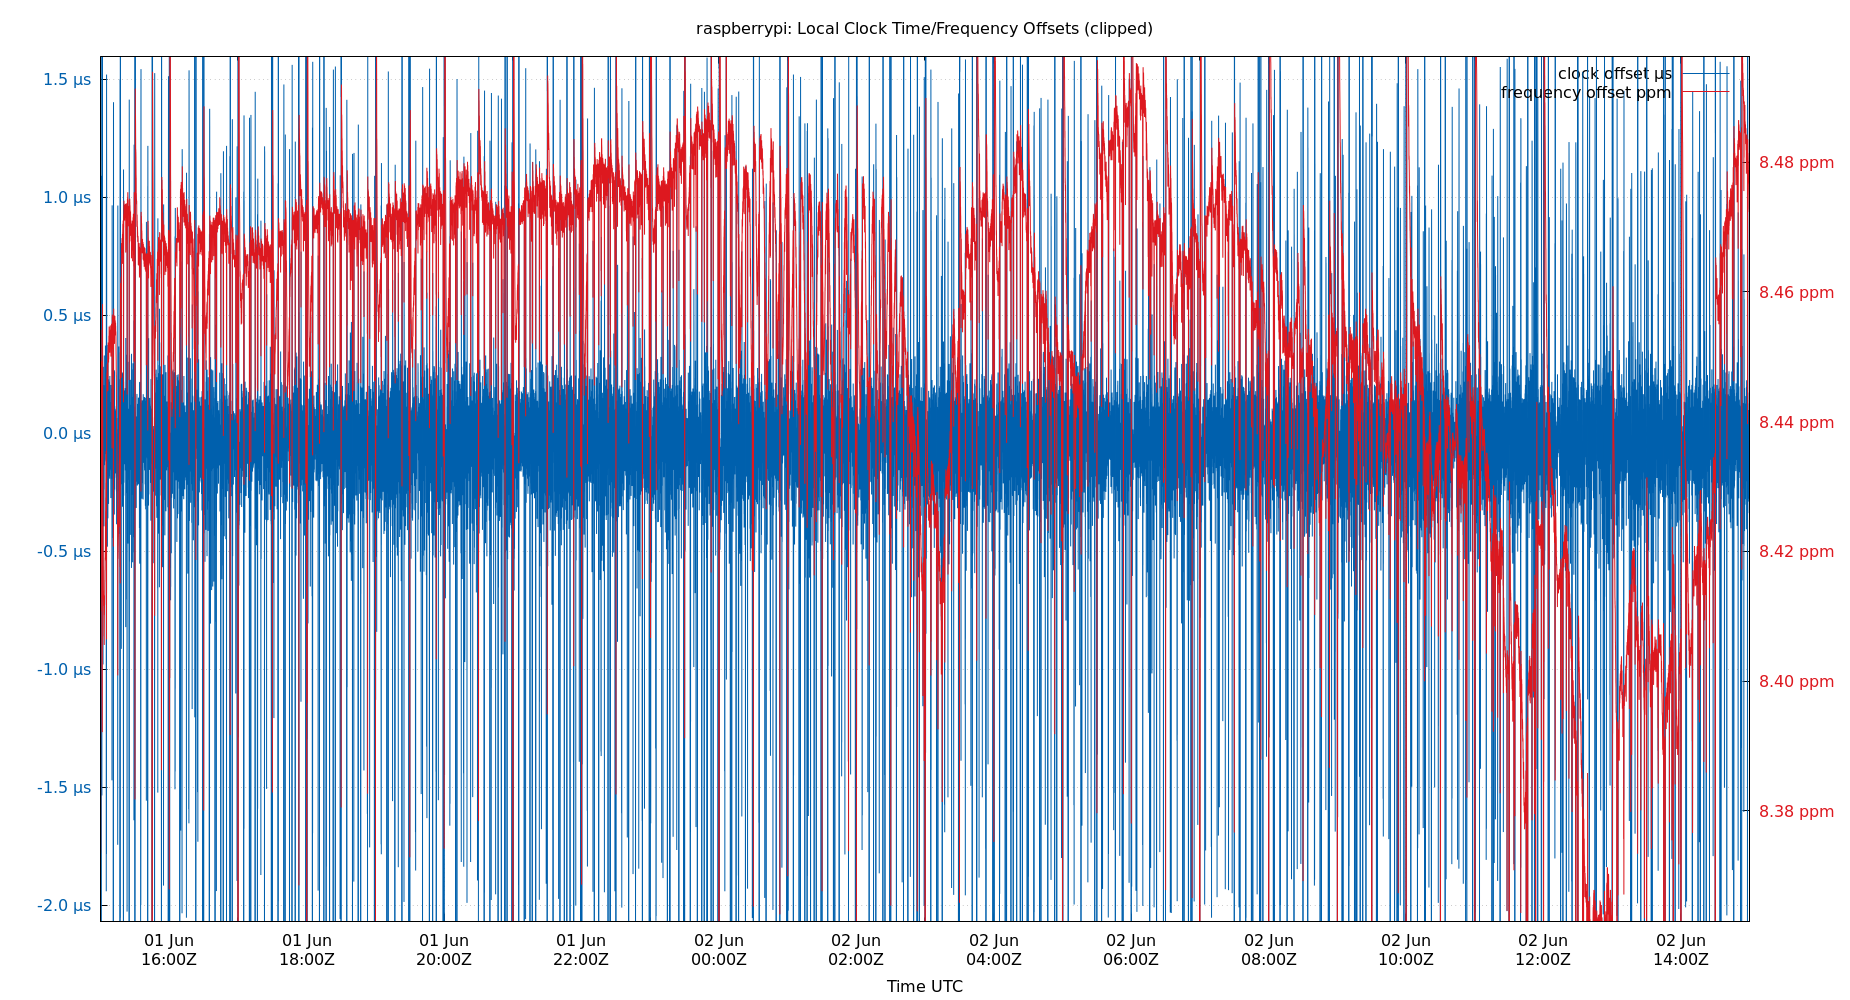 raspberrypi: Local Clock Time/Frequency Offsets (clipped)
clock offset µs
frequency offset ppm
1.5 µs
1.0 µs
0.5 µs
0.0 µs
-0.5 µs
-1.0 µs
-1.5 µs
-2.0 µs
8.48 ppm
8.46 ppm
8.44 ppm
8.42 ppm
8.40 ppm
8.38 ppm
01 Jun 01 Jun 01 Jun 01 Jun 02 Jun 02 Jun 02 Jun 02 Jun 02 Jun 02 Jun 02 Jun 02 Jun
16:00Z 18:00Z 20:00Z 22:00Z 00:00Z 02:00Z 04:00Z 06:00Z 08:00Z 10:00Z 12:00Z 14:00Z
Time UTC